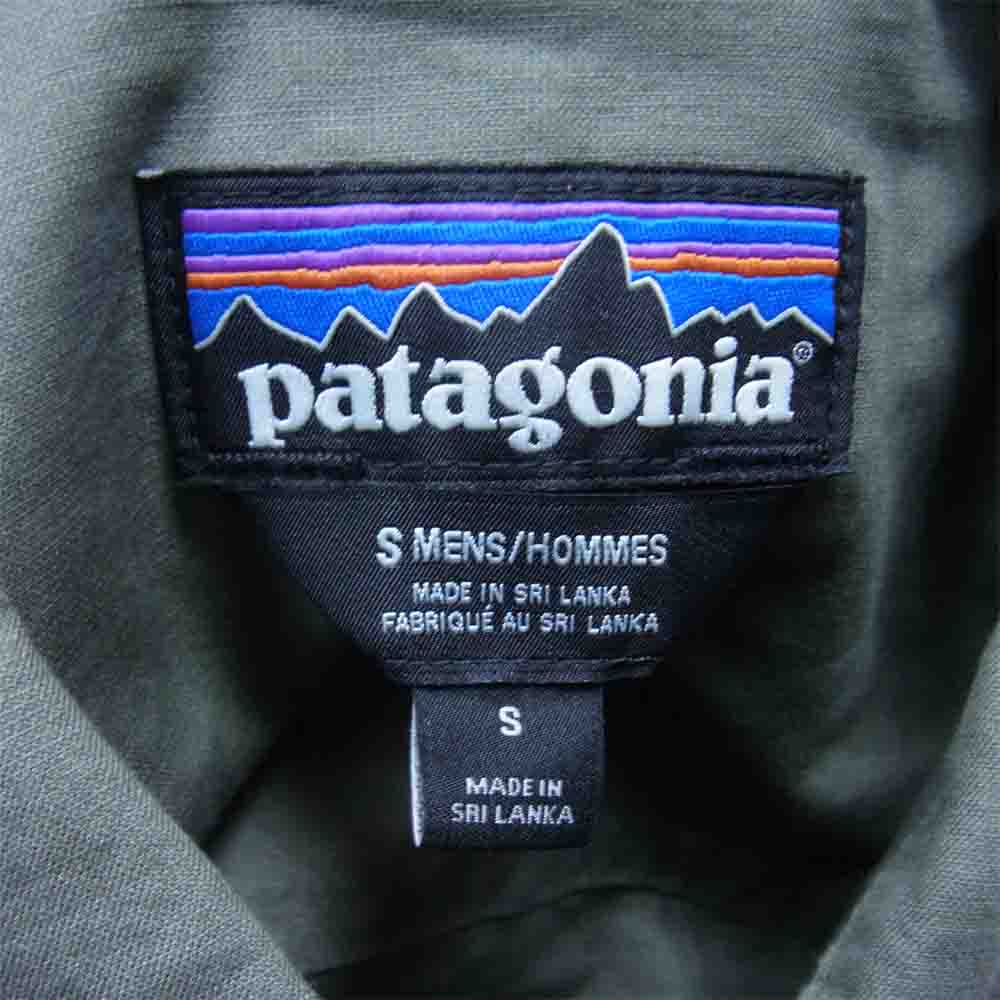 patagonia®
S MENS/HOMMES
MADE IN SRI LANKA
FABRIQUÉ AU SRI LANKA
S
MADE IN
SRI LANKA